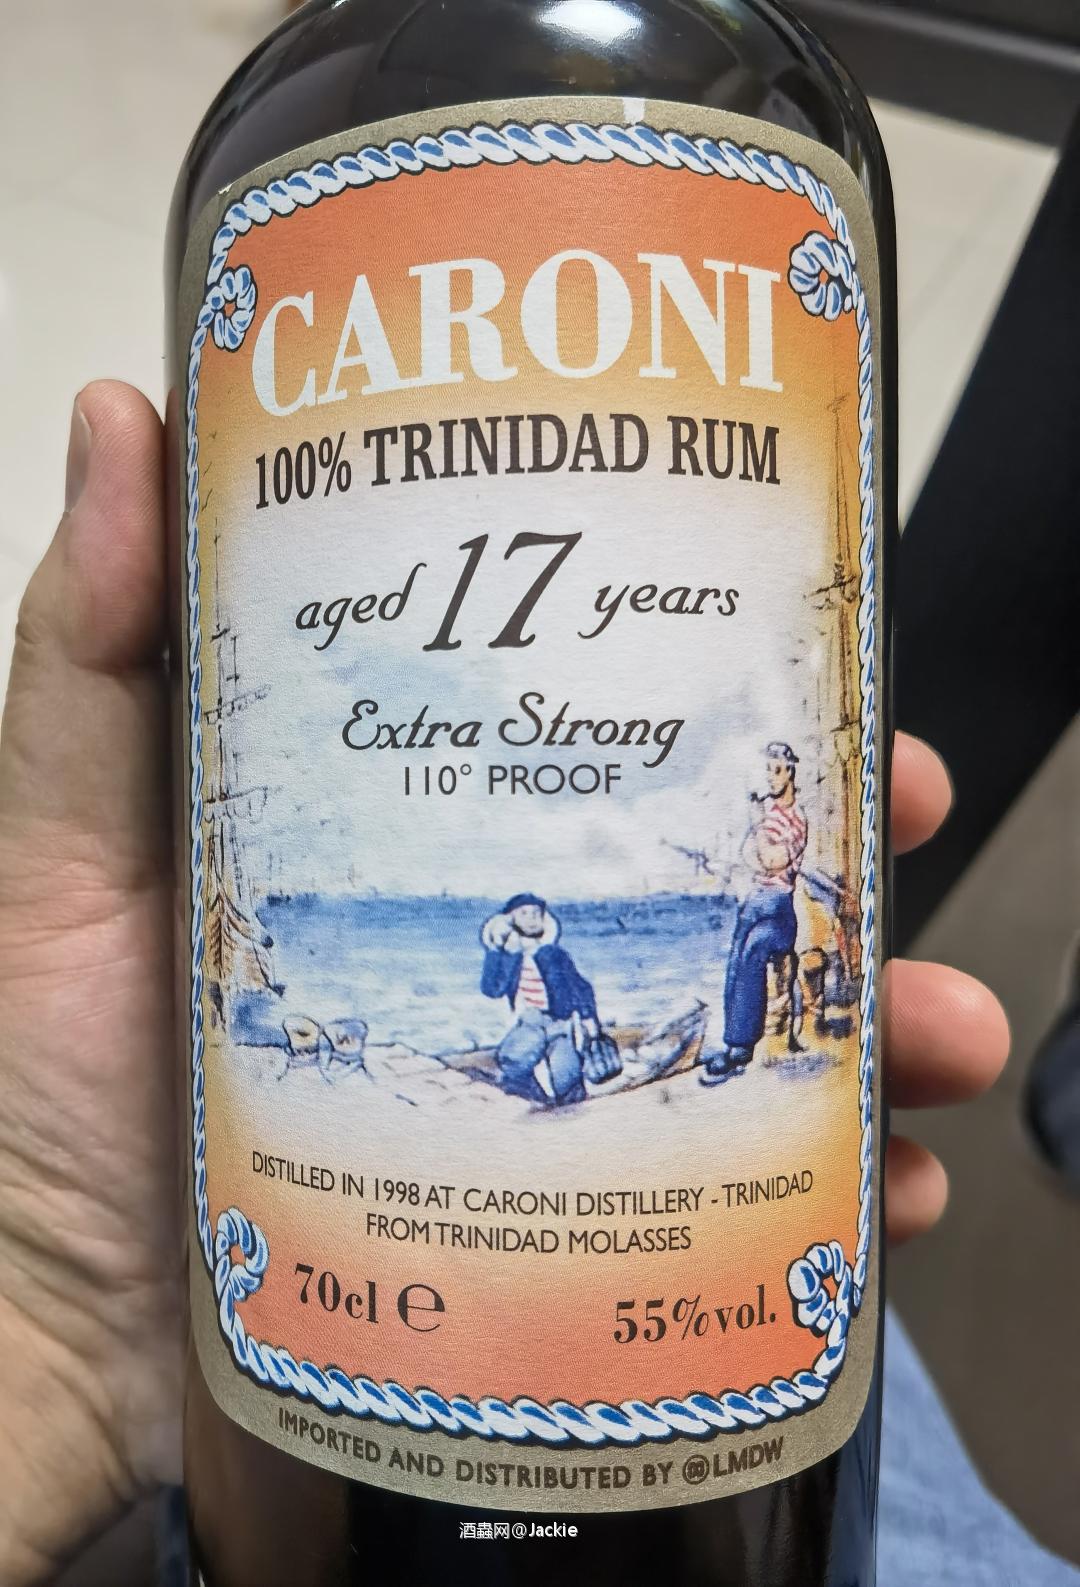 CARONI
100% TRINIDAD RUM
aged 17 years
Extra Strong
110° PROOF
DISTILLED IN 1998 AT CARONI DISTILLERY - TRINIDAD
FROM TRINIDAD MOLASSES
70cl ℮ 55% vol.
IMPORTED AND DISTRIBUTED BY @LMDW
酒蟲网@Jackie